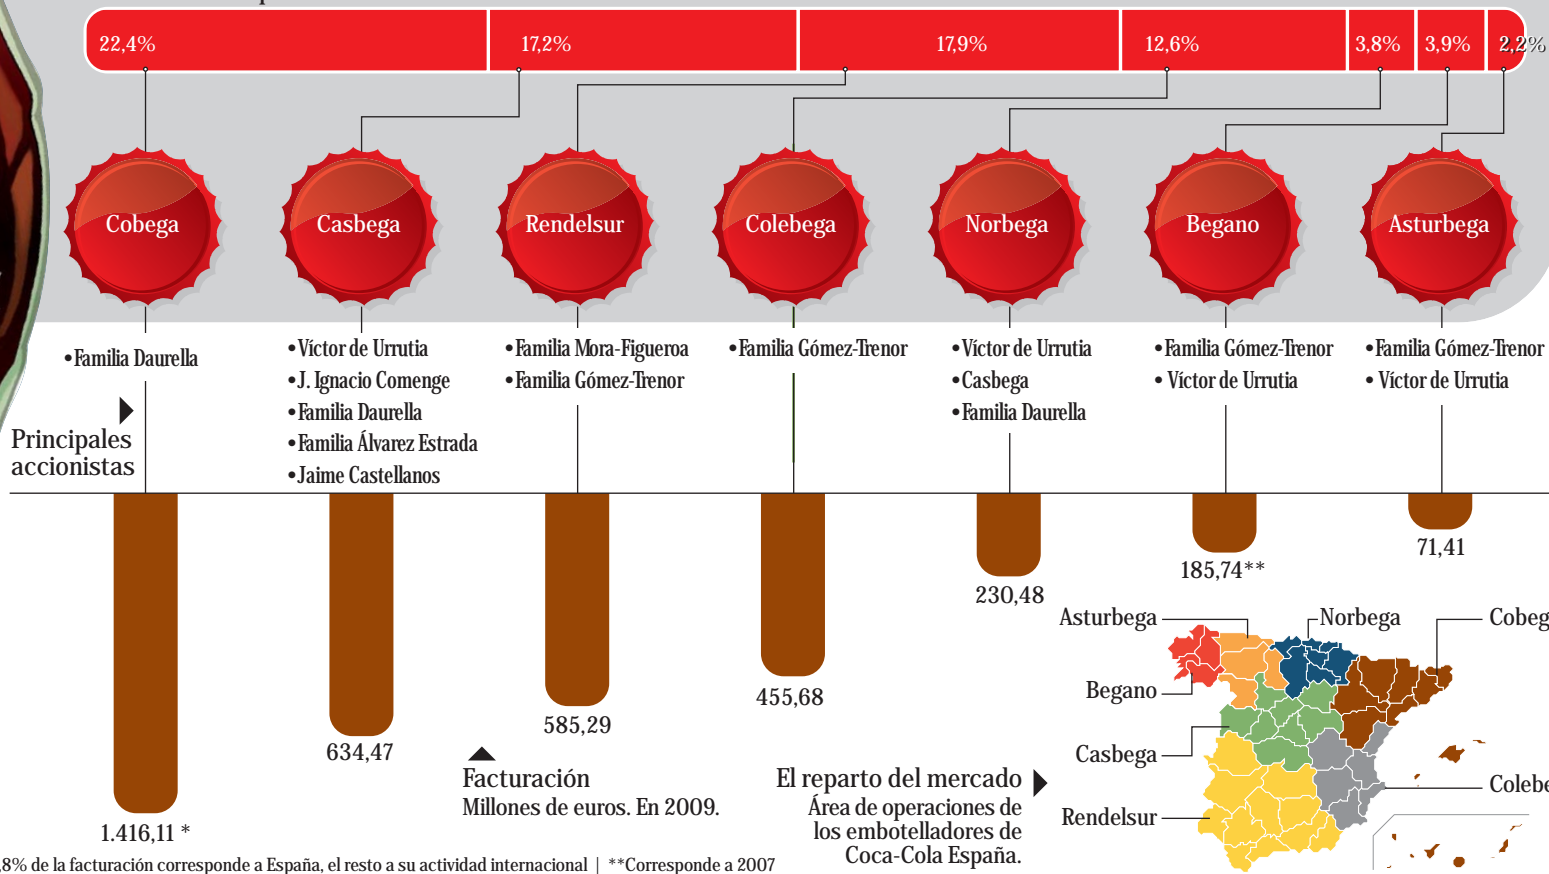 22,4%
17,2%
17,9%
12,6%
3,8%
3,9%
2,2%
Cobega
Casbega
Rendelsur
Colebega
Norbega
Begano
Asturbega
•Familia Daurella
•Víctor de Urrutia
•J. Ignacio Comenge
•Familia Daurella
•Familia Álvarez Estrada
•Jaime Castellanos
•Familia Mora-Figueroa
•Familia Gómez-Trenor
•Familia Gómez-Trenor
•Víctor de Urrutia
•Casbega
•Familia Daurella
•Familia Gómez-Trenor
•Víctor de Urrutia
•Familia Gómez-Trenor
•Víctor de Urrutia
Principales
accionistas
1.416,11 *
634,47
585,29
455,68
230,48
185,74**
71,41
Facturación
Millones de euros. En 2009.
El reparto del mercado
Área de operaciones de
los embotelladores de
Coca-Cola España.
Asturbega
Norbega
Cobeg
Begano
Casbega
Colebe
Rendelsur
,8% de la facturación corresponde a España, el resto a su actividad internacional | **Corresponde a 2007